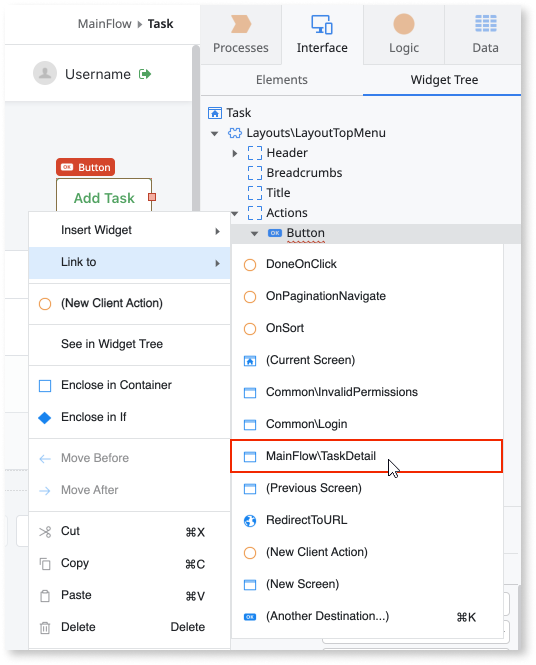 MainFlow ▸ Task
Processes
Interface
Logic
Data
Elements
Widget Tree
Username
Task
Layouts\LayoutTopMenu
Header
Breadcrumbs
Title
Actions
OK Button
OK Button
Add Task
Insert Widget
Link to
(New Client Action)
See in Widget Tree
Enclose in Container
Enclose in If
Move Before
Move After
Cut ⌘X
Copy ⌘C
Paste ⌘V
Delete Delete
DoneOnClick
OnPaginationNavigate
OnSort
(Current Screen)
Common\InvalidPermissions
Common\Login
MainFlow\TaskDetail
(Previous Screen)
RedirectToURL
(New Client Action)
(New Screen)
OK (Another Destination...) ⌘K